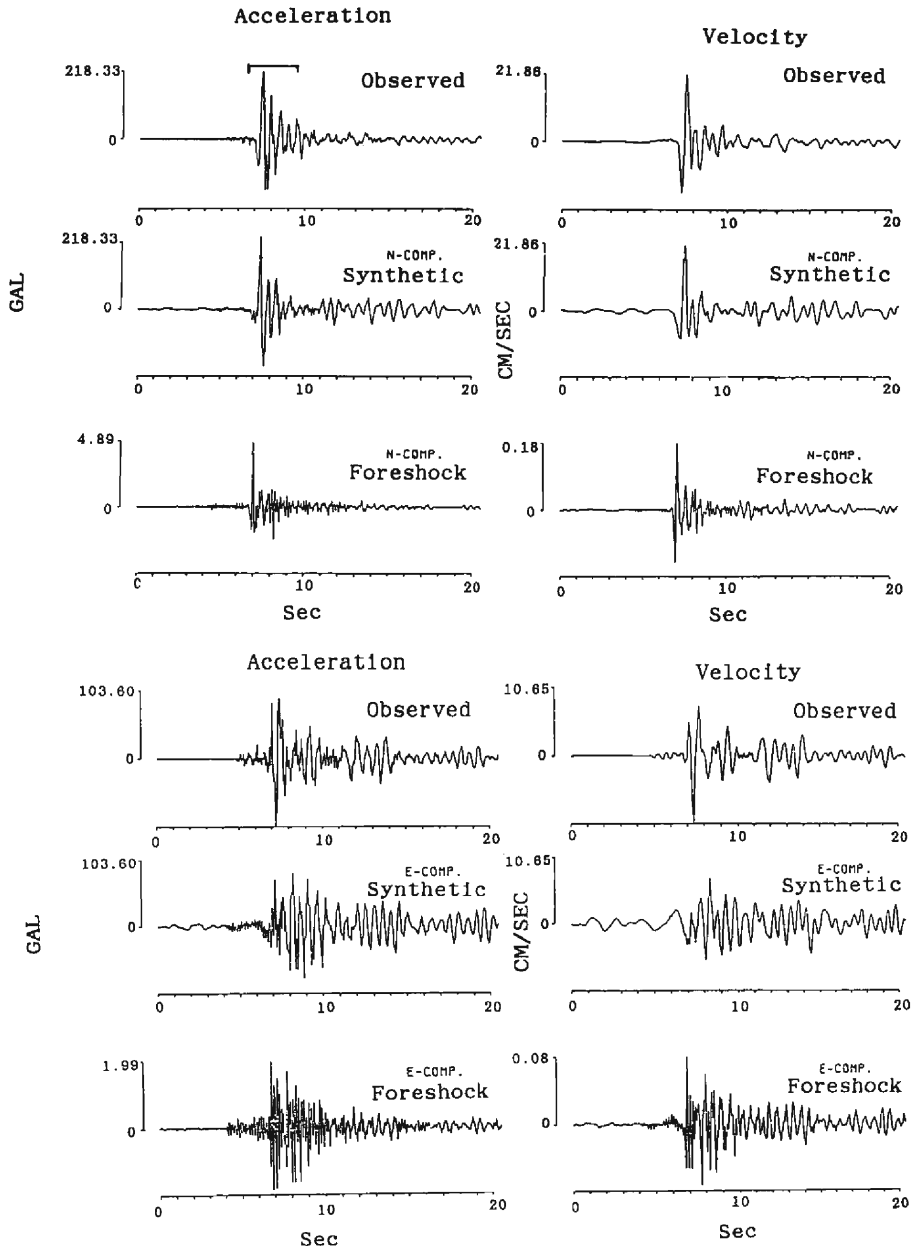 Acceleration
Velocity
218.33
Observed
0
21.86
Observed
0
0 10 20
0 10 20
218.33
N-COMP.
Synthetic
0
21.86
N-COMP.
Synthetic
0
GAL
CM/SEC
0 10 20
0 10 20
4.89
N-COMP.
Foreshock
0
0.18
N-COMP.
Foreshock
0
0 10 20
0 10 20
Sec
Sec
Acceleration
Velocity
103.60
Observed
0
10.65
Observed
0
0 10 20
0 10 20
103.60
E-COMP.
Synthetic
0
10.65
E-COMP.
Synthetic
0
GAL
CM/SEC
0 10 20
0 10 20
1.99
E-COMP.
Foreshock
0
0.08
E-COMP.
Foreshock
0
0 10 20
0 10 20
Sec
Sec